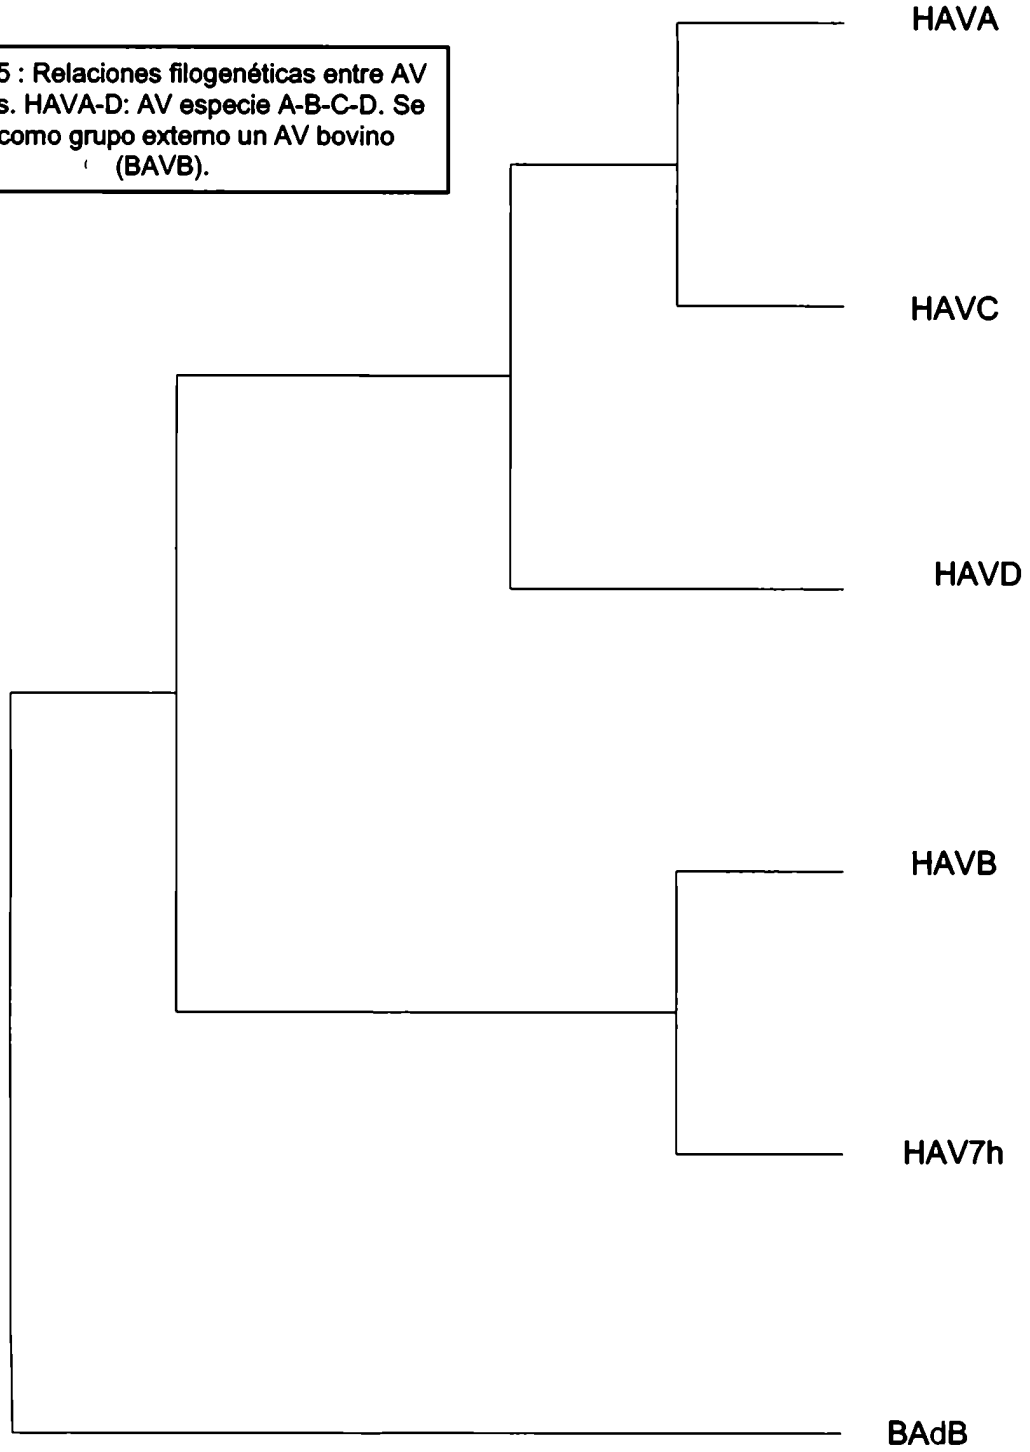 HAVA
5 : Relaciones filogenéticas entre AV
s. HAVA-D: AV especie A-B-C-D. Se
como grupo externo un AV bovino
(BAVB).
HAVC
HAVD
HAVB
HAV7h
BAdB